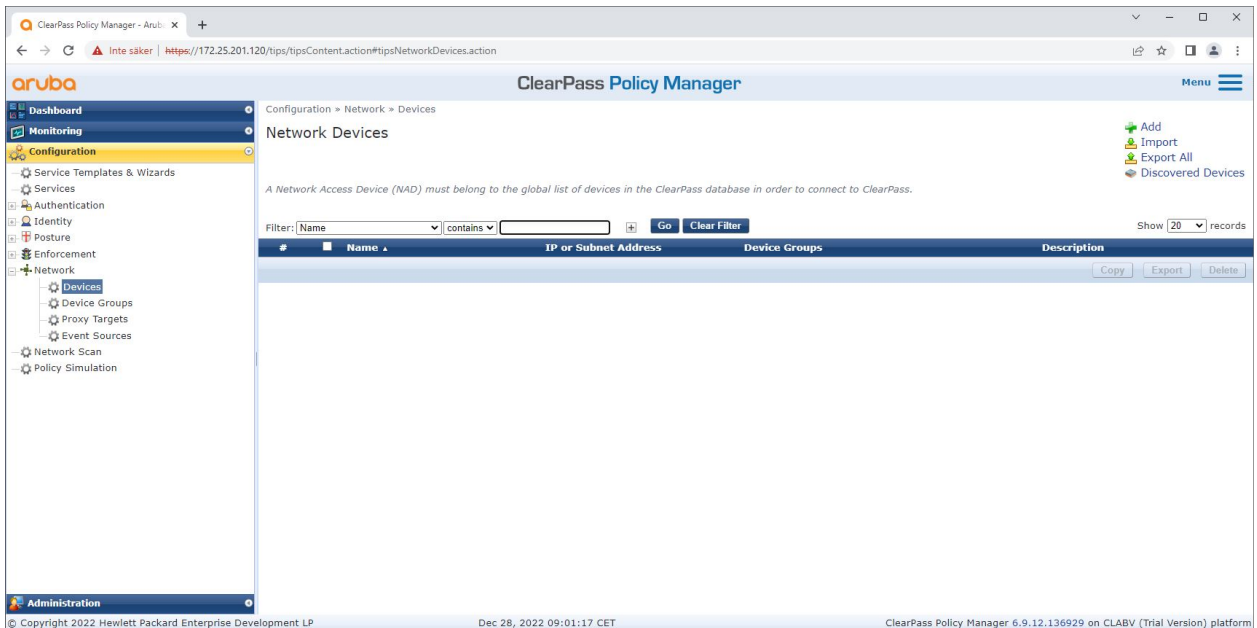 ClearPass Policy Manager - Arub
Inte säker | https://172.25.201.120/tips/tipsContent.action#tipsNetworkDevices.action
aruba
ClearPass Policy Manager
Menu
Dashboard
Monitoring
Configuration
Service Templates & Wizards
Services
Authentication
Identity
Posture
Enforcement
Network
Devices
Device Groups
Proxy Targets
Event Sources
Network Scan
Policy Simulation
Administration
Configuration » Network » Devices
Network Devices
Add
Import
Export All
Discovered Devices
A Network Access Device (NAD) must belong to the global list of devices in the ClearPass database in order to connect to ClearPass.
Filter: Name contains Go Clear Filter Show 20 records
# Name IP or Subnet Address Device Groups Description
Copy Export Delete
© Copyright 2022 Hewlett Packard Enterprise Development LP Dec 28, 2022 09:01:17 CET ClearPass Policy Manager 6.9.12.136929 on CLABV (Trial Version) platform